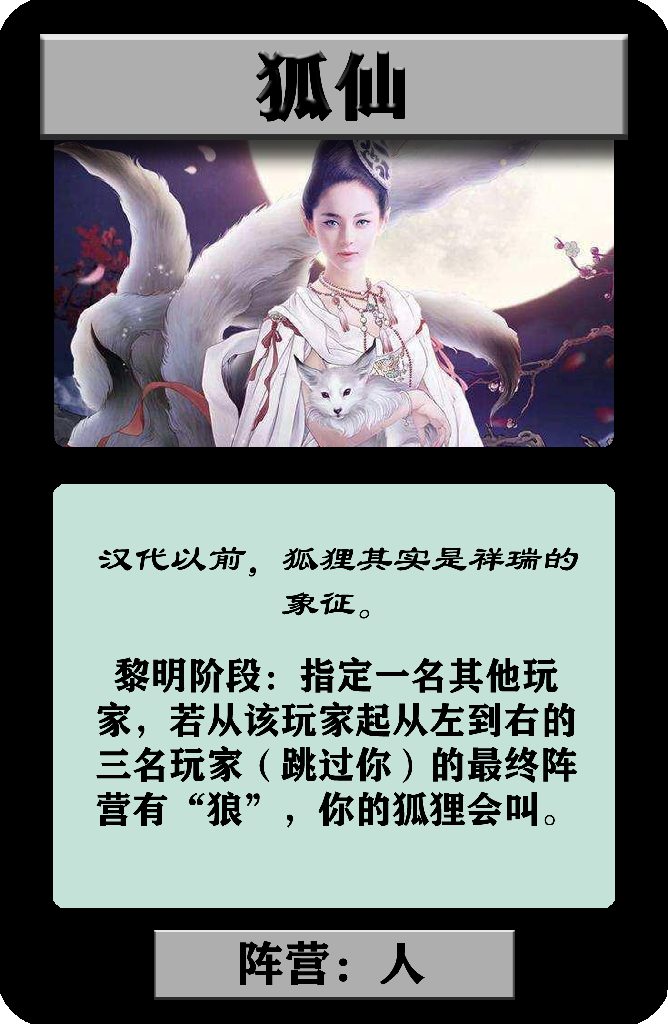 狐仙
汉代以前，狐狸其实是祥瑞的
象征。
黎明阶段：指定一名其他玩
家，若从该玩家起从左到右的
三名玩家（跳过你）的最终阵
营有“狼”，你的狐狸会叫。
阵营：人